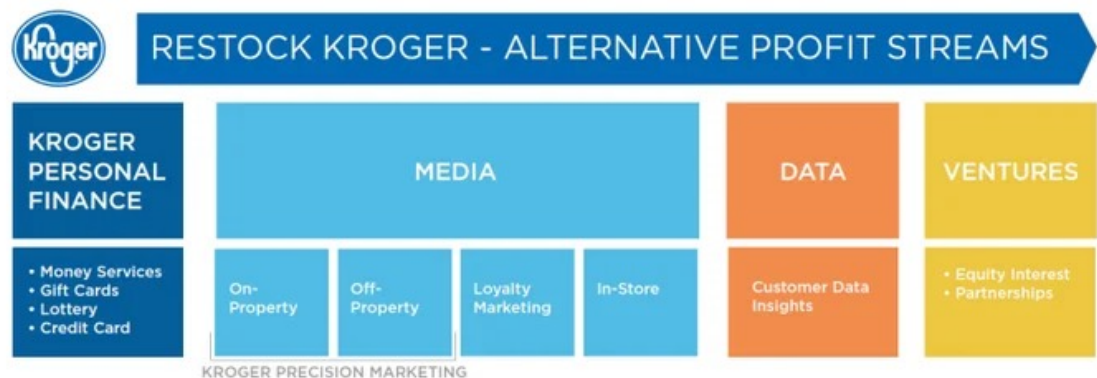 Kroger
RESTOCK KROGER - ALTERNATIVE PROFIT STREAMS
KROGER
PERSONAL
FINANCE
• Money Services
• Gift Cards
• Lottery
• Credit Card
MEDIA
On-
Property
Off-
Property
Loyalty
Marketing
In-Store
KROGER PRECISION MARKETING
DATA
Customer Data
Insights
VENTURES
• Equity Interest
• Partnerships